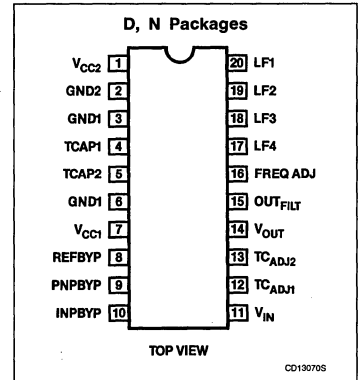 D, N Packages
VCC2 1 20 LF1
GND2 2 19 LF2
GND1 3 18 LF3
TCAP1 4 17 LF4
TCAP2 5 16 FREQ ADJ
GND1 6 15 OUTFILT
VCC1 7 14 VOUT
REFBYP 8 13 TCADJ2
PNPBYP 9 12 TCADJ1
INPBYP 10 11 VIN
TOP VIEW
CD13070S